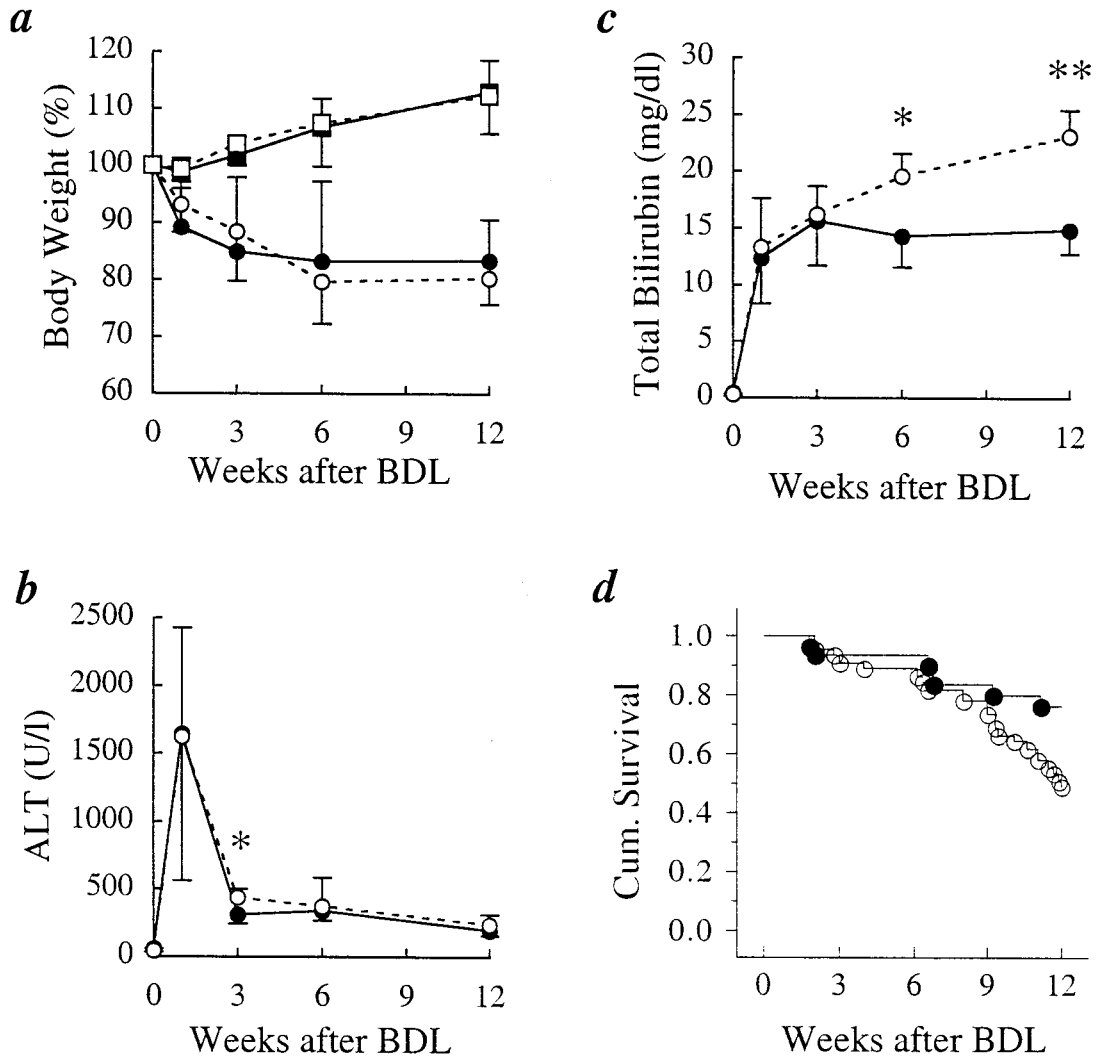 a
120
110
100
90
80
70
60
Body Weight (%)
0 3 6 9 12
Weeks after BDL
c
30
25
20
15
10
5
0
Total Bilirubin (mg/dl)
*
**
0 3 6 9 12
Weeks after BDL
b
2500
2000
1500
1000
500
0
ALT (U/l)
*
0 3 6 9 12
Weeks after BDL
d
1.0
0.8
0.6
0.4
0.2
0.0
Cum. Survival
0 3 6 9 12
Weeks after BDL